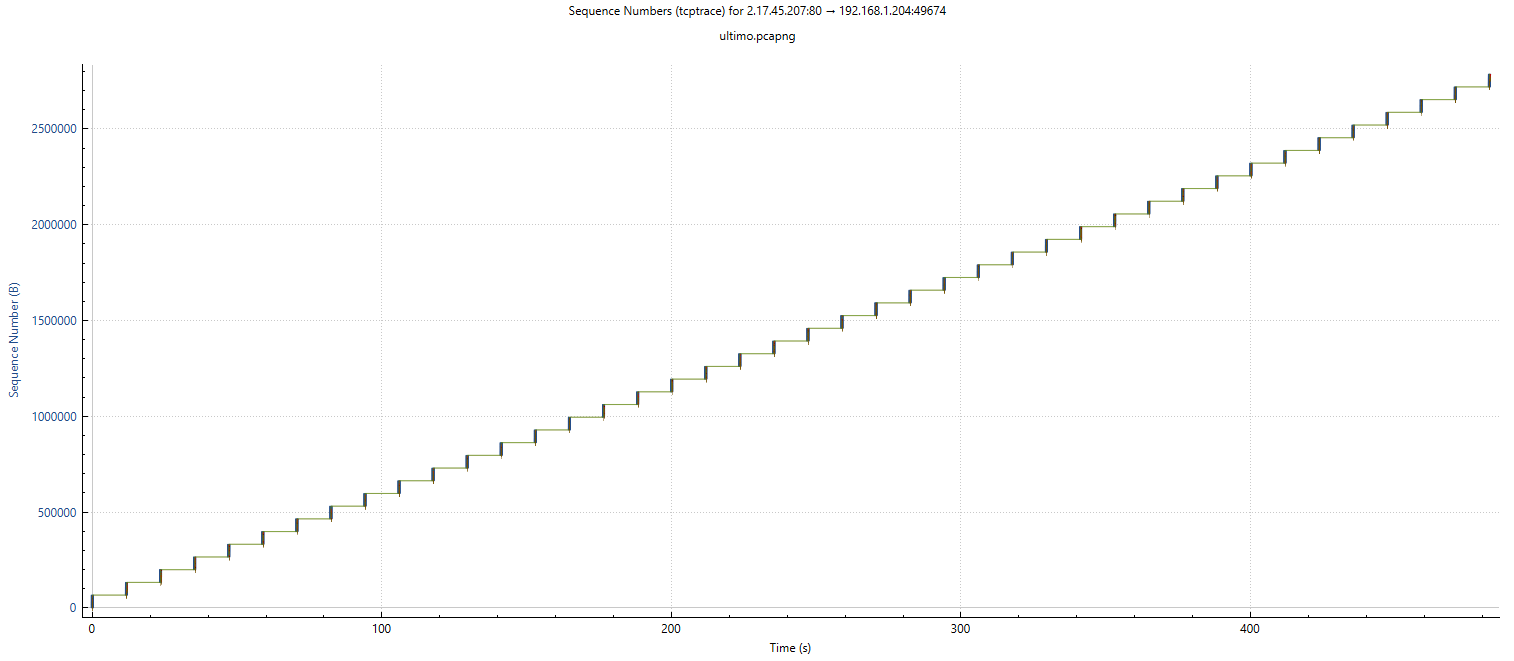 Sequence Numbers (tcptrace) for 2.17.45.207:80 → 192.168.1.204:49674
ultimo.pcapng
Sequence Number (B)
2500000
2000000
1500000
1000000
500000
0
0 100 200 300 400
Time (s)